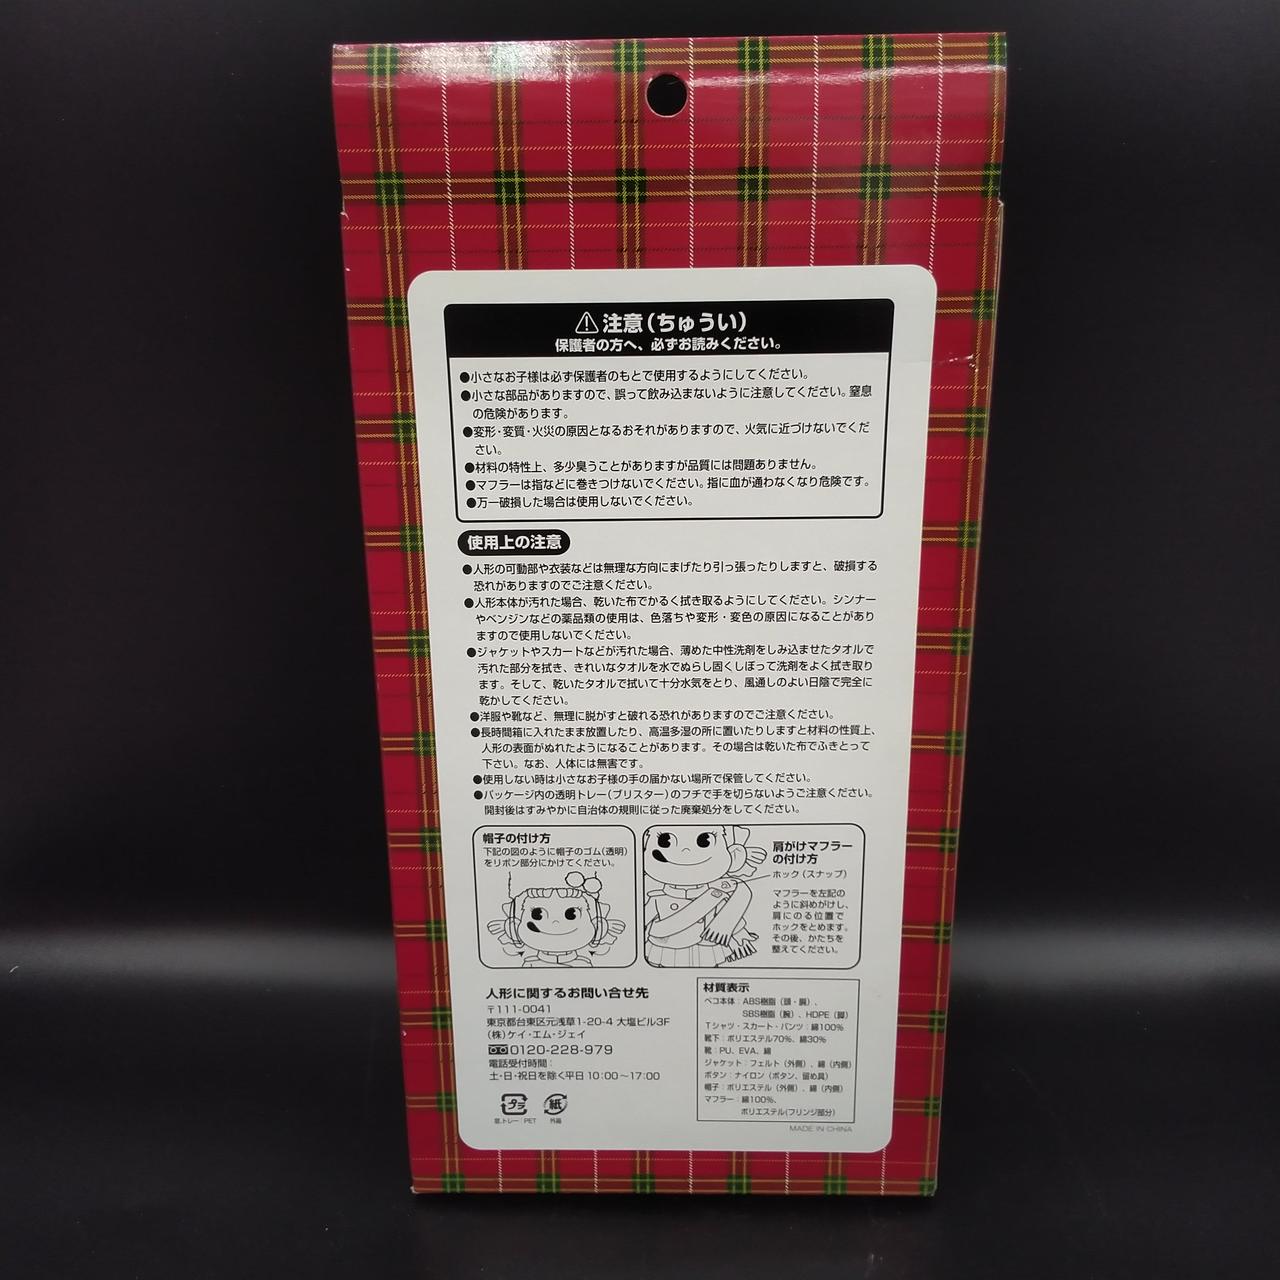 ⚠注意(ちゅうい)
保護者の方へ、必ずお読みください。
●小さなお子様は必ず保護者のもとで使用するようにしてください。
●小さな部品がありますので、誤って飲み込まないように注意してください。窒息
の危険があります。
●変形・変質・火災の原因となるおそれがありますので、火気に近づけないでくだ
さい。
●材料の特性上、多少臭うことがありますが品質には問題ありません。
●マフラーは指などに巻きつけないでください。指に血が通わなくなり危険です。
●万一破損した場合は使用しないでください。
使用上の注意
●人形の可動部や衣装などは無理な方向にまげたり引っ張ったりしますと、破損する
恐れがありますのでご注意ください。
●人形本体が汚れた場合、乾いた布でかるく拭き取るようにしてください。シンナー
やベンジンなどの薬品類の使用は、色落ちや変形・変色の原因になることがあり
ますので使用しないでください。
●ジャケットやスカートなどが汚れた場合、薄めた中性洗剤をしみ込ませたタオルで
汚れた部分を拭き、きれいなタオルを水でぬらし固くしぼって洗剤をよく拭き取り
ます。そして、乾いたタオルで拭いて十分水気をとり、風通しのよい日陰で完全に
乾かしてください。
●洋服や靴など、無理に脱がすと破れる恐れがありますのでご注意ください。
●長時間箱に入れたまま放置したり、高温多湿の所に置いたりしますと材料の性質上、
人形の表面がぬれたようになることがあります。その場合は乾いた布でふきとって
下さい。なお、人体には無害です。
●使用しない時は小さなお子様の手の届かない場所で保管してください。
●パッケージ内の透明トレー(ブリスター)のフチで手を切らないようご注意ください。
開封後はすみやかに自治体の規則に従った廃棄処分をしてください。
帽子の付け方
下記の図のように帽子のゴム(透明)
をリボン部分にかけてください。
肩がけマフラー
の付け方
ホック(スナップ)
マフラーを左記の
ように斜めがけし、
肩にのる位置で
ホックをとめます。
その後、かたちを
整えてください。
人形に関するお問い合せ先
〒111-0041
東京都台東区元浅草1-20-4 大塩ビル3F
(株)ケイ・エム・ジェイ
0120-228-979
電話受付時間:
土・日・祝日を除く平日 10:00〜17:00
プラ
窓,トレー:PET
紙
外箱
材質表示
ペコ本体:ABS樹脂(頭・胴)、
SBS樹脂(腕)、HDPE(脚)
Tシャツ・スカート・パンツ:綿100%
靴下:ポリエステル70%、綿30%
靴:PU、EVA、綿
ジャケット:フェルト(外側)、綿(内側)
ボタン:ナイロン(ボタン、留め具)
帽子:ポリエステル(外側)、綿(内側)
マフラー:綿100%、
ポリエステル(フリンジ部分)
MADE IN CHINA